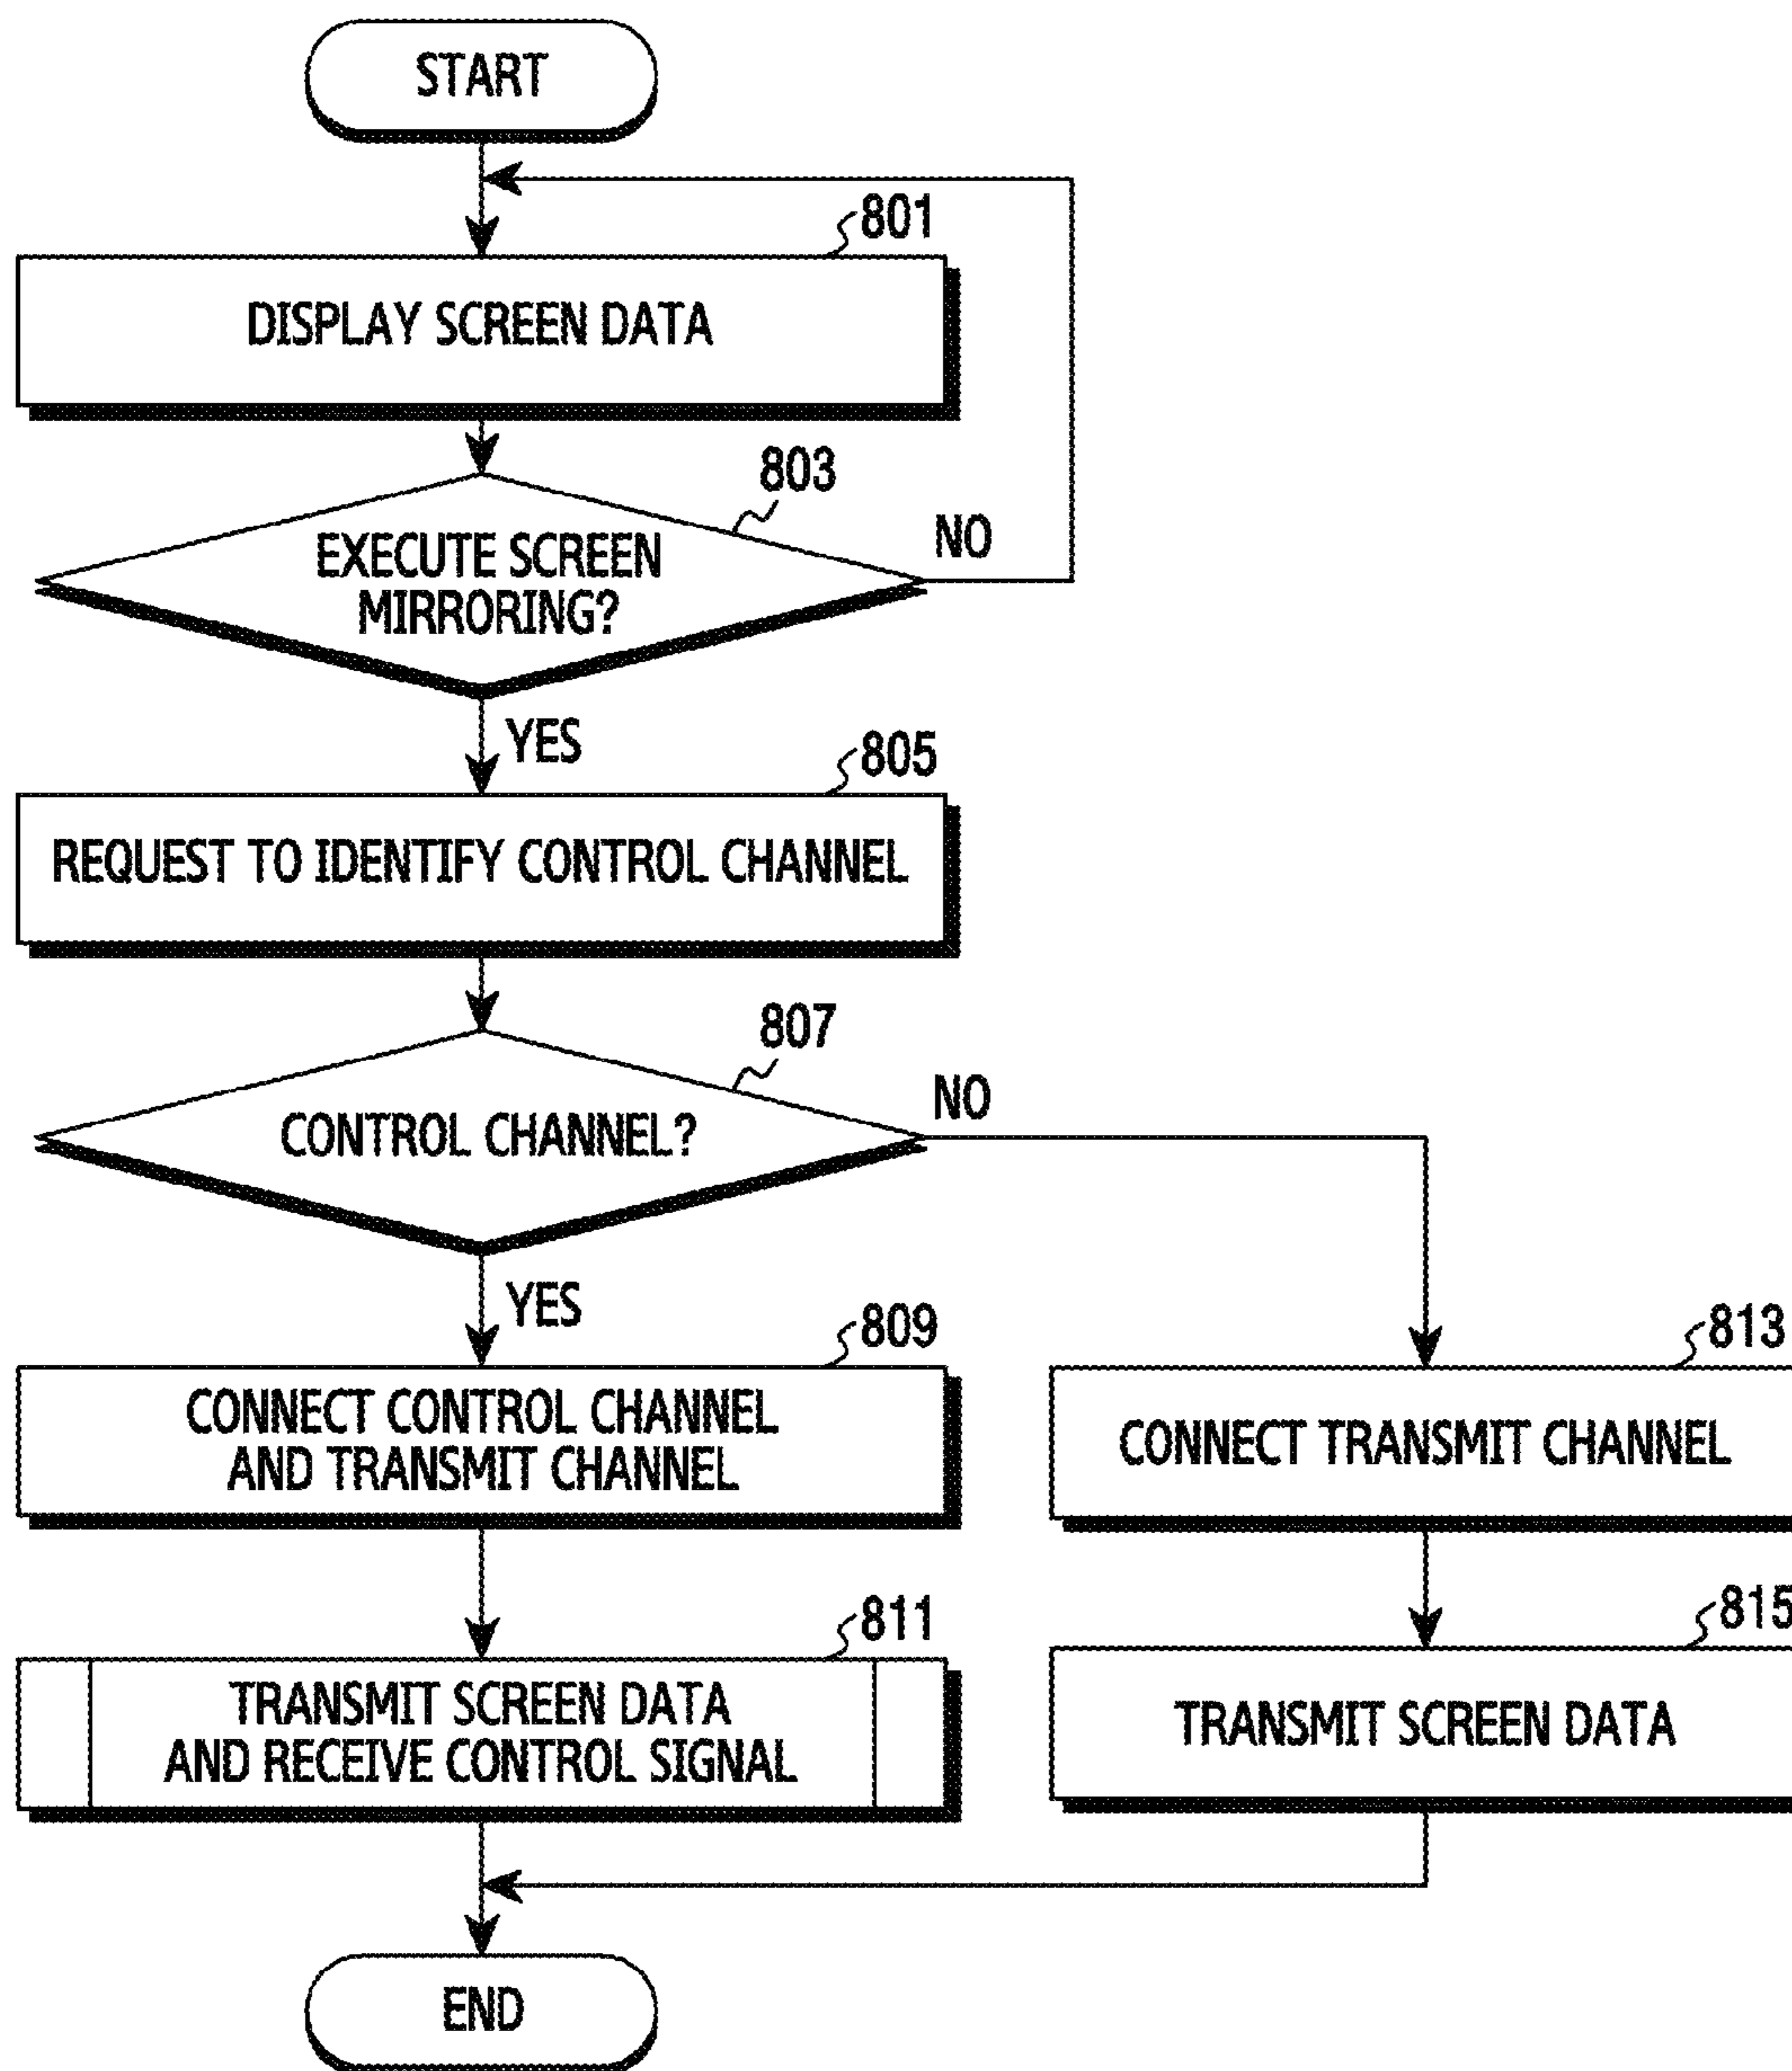 START
801
DISPLAY SCREEN DATA
803
EXECUTE SCREEN
MIRRORING?
NO
YES
805
REQUEST TO IDENTIFY CONTROL CHANNEL
807
CONTROL CHANNEL?
NO
YES
809
CONNECT CONTROL CHANNEL
AND TRANSMIT CHANNEL
813
CONNECT TRANSMIT CHANNEL
811
TRANSMIT SCREEN DATA
AND RECEIVE CONTROL SIGNAL
815
TRANSMIT SCREEN DATA
END